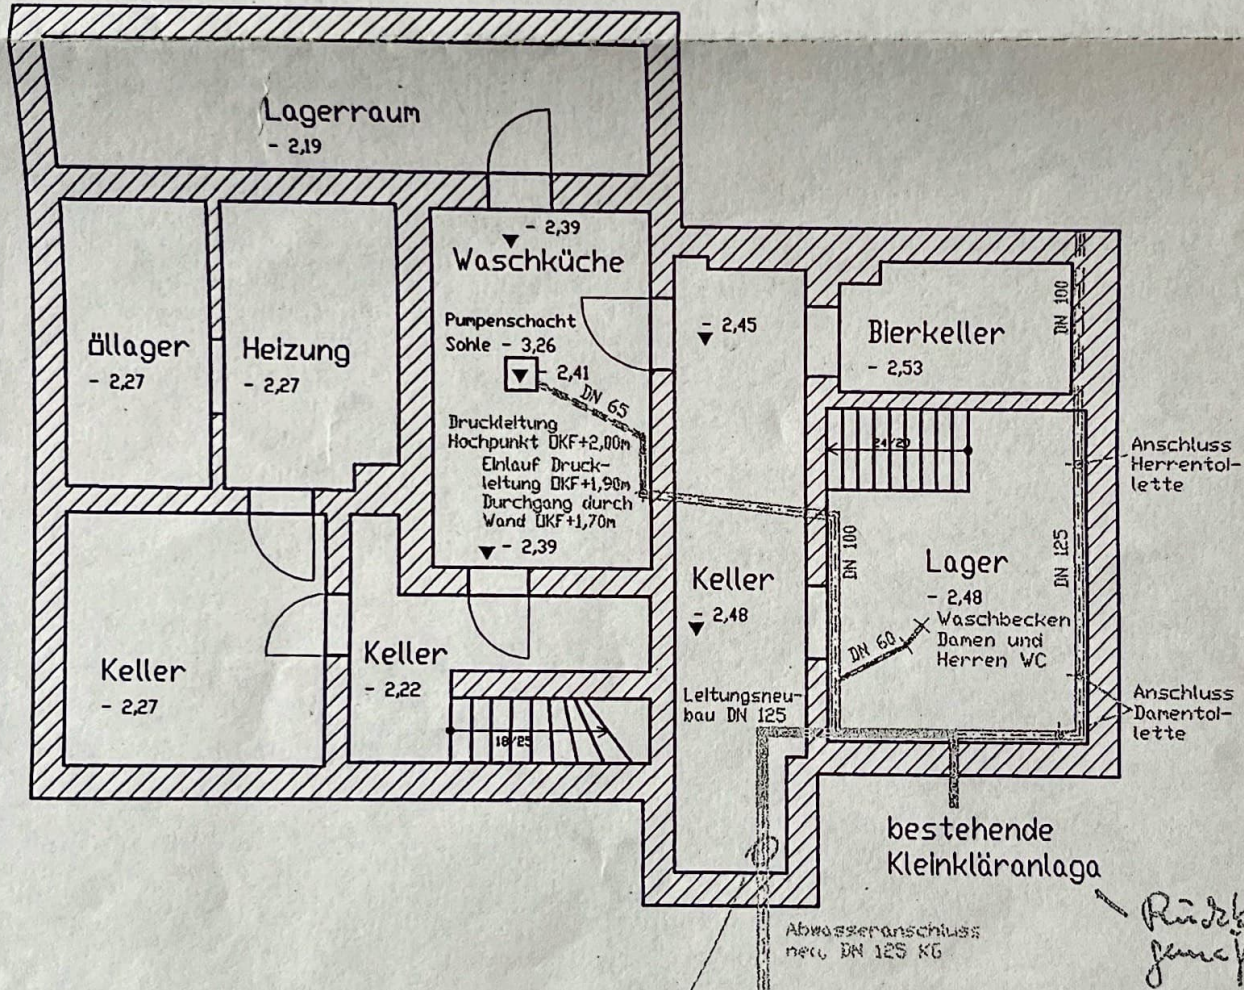 Lagerraum
- 2,19
- 2,39
Waschküche
Pumpenschacht
Sohle - 3,26
- 2,41
DN 65
Druckleitung
Hochpunkt OKF+2,00m
Einlauf Druck-
leitung OKF+1,90m
Durchgang durch
Wand OKF+1,70m
- 2,39
Öllager
- 2,27
Heizung
- 2,27
- 2,45
Bierkeller
- 2,53
DN 100
24/20
Anschluss
Herrentoi-
lette
DN 100
Lager
- 2,48
DN 125
Waschbecken
Damen und
Herren WC
DN 60
Keller
- 2,48
Keller
- 2,27
Keller
- 2,22
18/25
Leitungsneu-
bau DN 125
Anschluss
Damentoi-
lette
bestehende
Kleinkläranlaga
Abwasseranschluss
neu, DN 125 KG